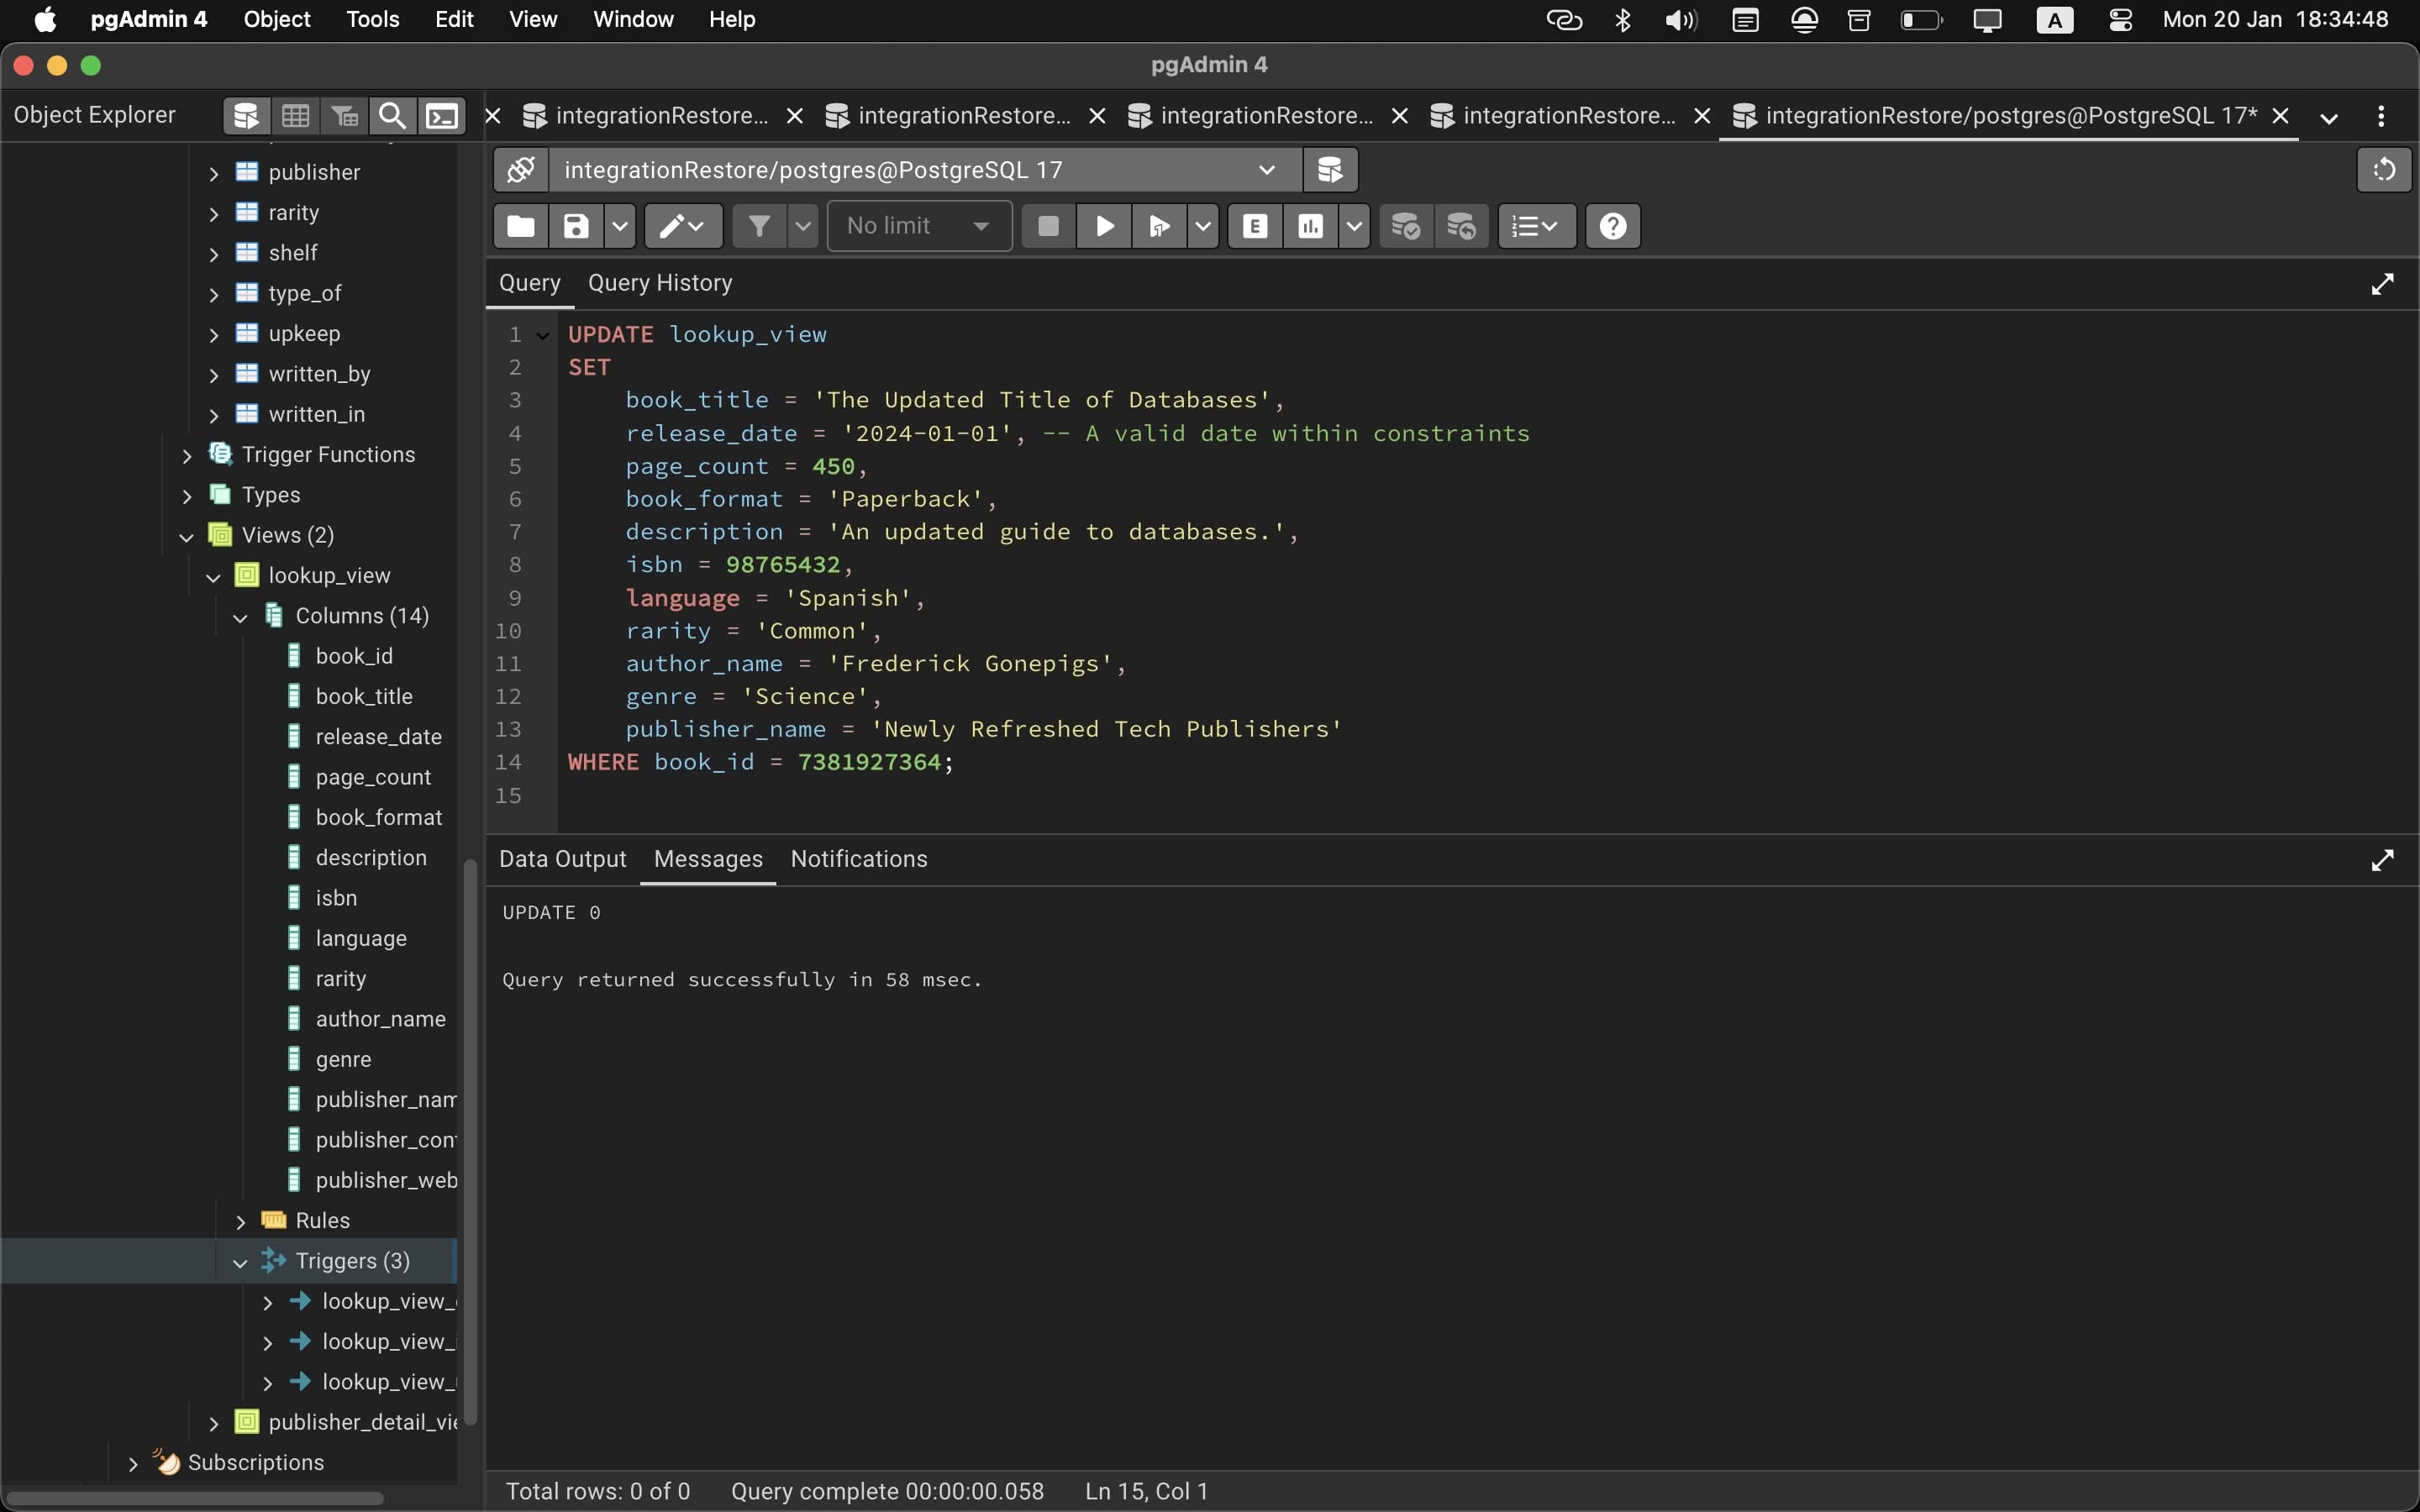 pgAdmin 4 Object Tools Edit View Window Help A Mon 20 Jan 18:34:48
pgAdmin 4
Object Explorer
integrationRestore... integrationRestore... integrationRestore... integrationRestore... integrationRestore/postgres@PostgreSQL 17*
publisher
rarity
shelf
type_of
upkeep
written_by
written_in
Trigger Functions
Types
Views (2)
lookup_view
Columns (14)
book_id
book_title
release_date
page_count
book_format
description
isbn
language
rarity
author_name
genre
publisher_nam
publisher_con
publisher_web
Rules
Triggers (3)
lookup_view_
lookup_view_
lookup_view_
publisher_detail_vie
Subscriptions
integrationRestore/postgres@PostgreSQL 17
No limit E
Query Query History
1 UPDATE lookup_view
2 SET
3 book_title = 'The Updated Title of Databases',
4 release_date = '2024-01-01', -- A valid date within constraints
5 page_count = 450,
6 book_format = 'Paperback',
7 description = 'An updated guide to databases.',
8 isbn = 98765432,
9 language = 'Spanish',
10 rarity = 'Common',
11 author_name = 'Frederick Gonepigs',
12 genre = 'Science',
13 publisher_name = 'Newly Refreshed Tech Publishers'
14 WHERE book_id = 7381927364;
15
Data Output Messages Notifications
UPDATE 0
Query returned successfully in 58 msec.
Total rows: 0 of 0 Query complete 00:00:00.058 Ln 15, Col 1